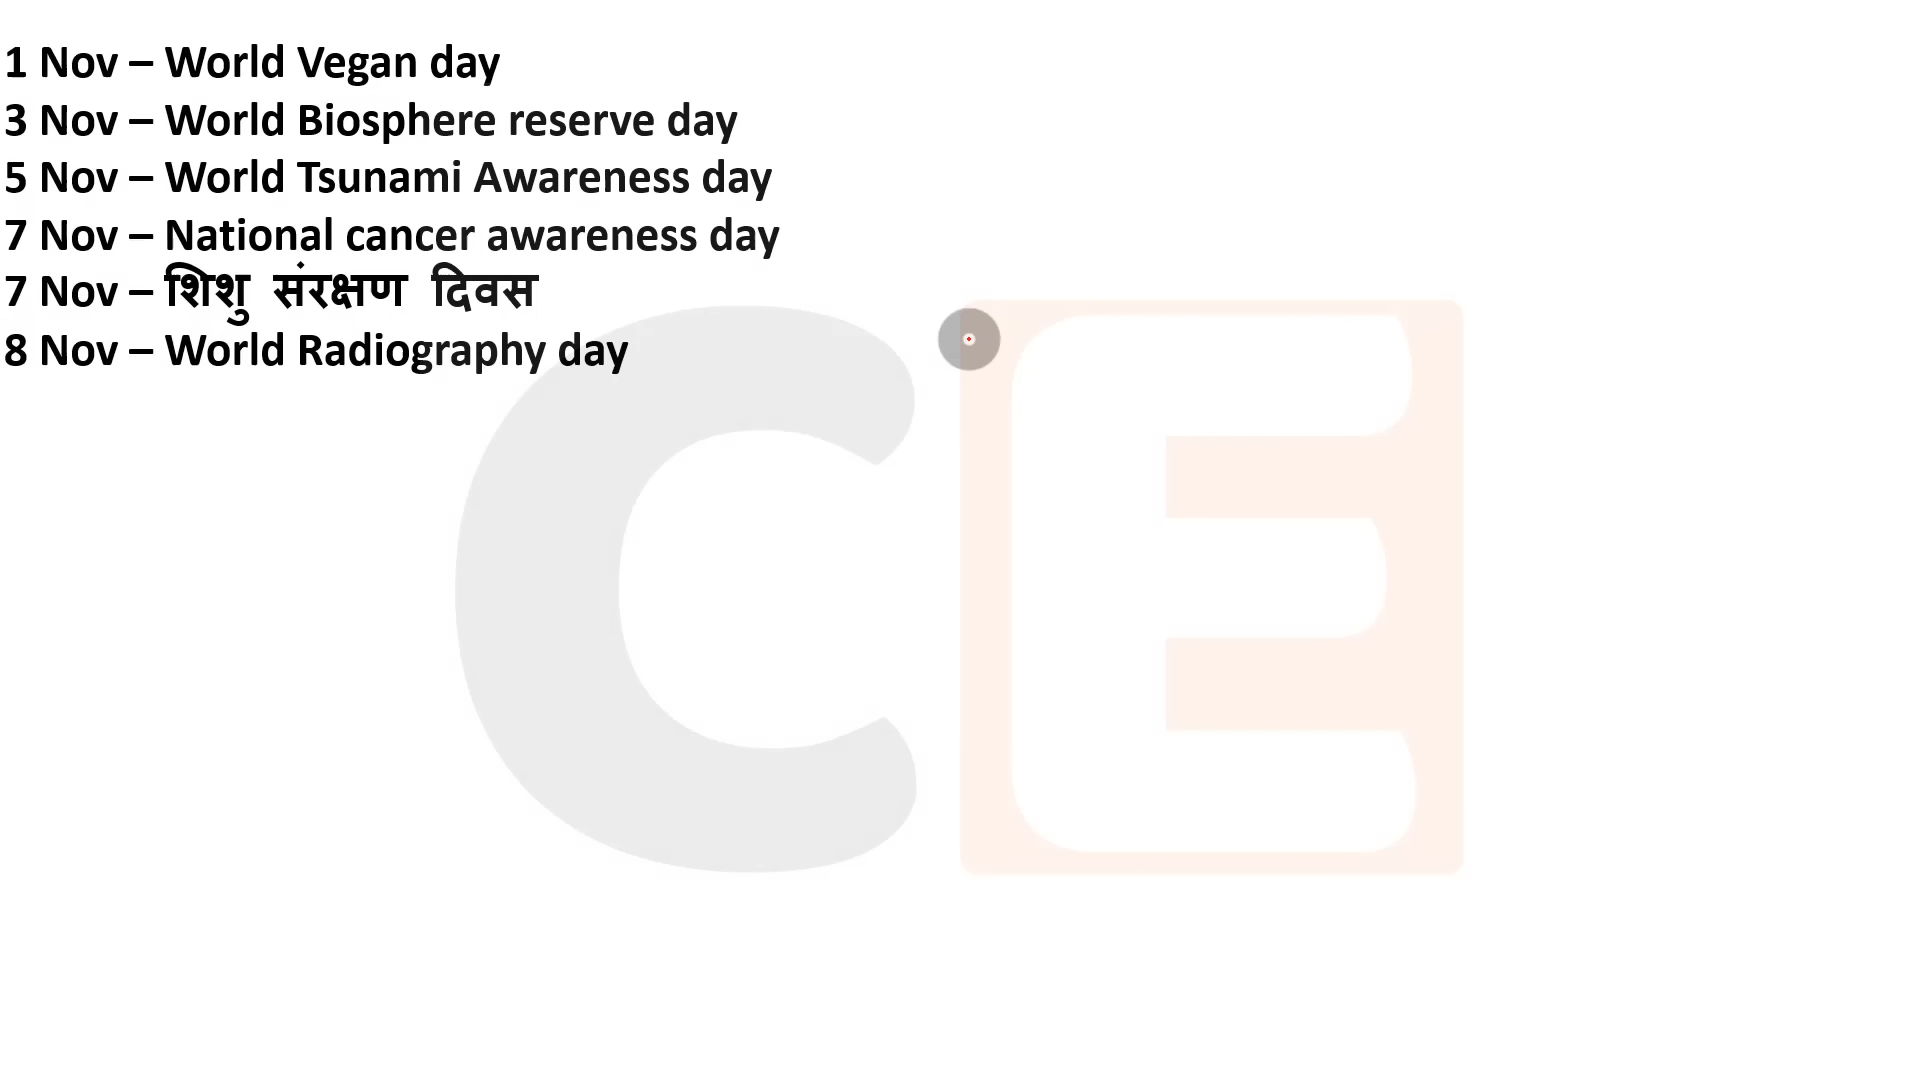 1 Nov – World Vegan day
3 Nov – World Biosphere reserve day
5 Nov – World Tsunami Awareness day
7 Nov – National cancer awareness day
7 Nov – शिशु संरक्षण दिवस
8 Nov – World Radiography day
CE